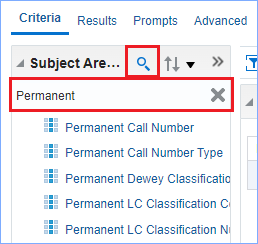 Criteria Results Prompts Advanced
Subject Are...
Permanent
Permanent Call Number
Permanent Call Number Type
Permanent Dewey Classification
Permanent LC Classification
Permanent LC Classification